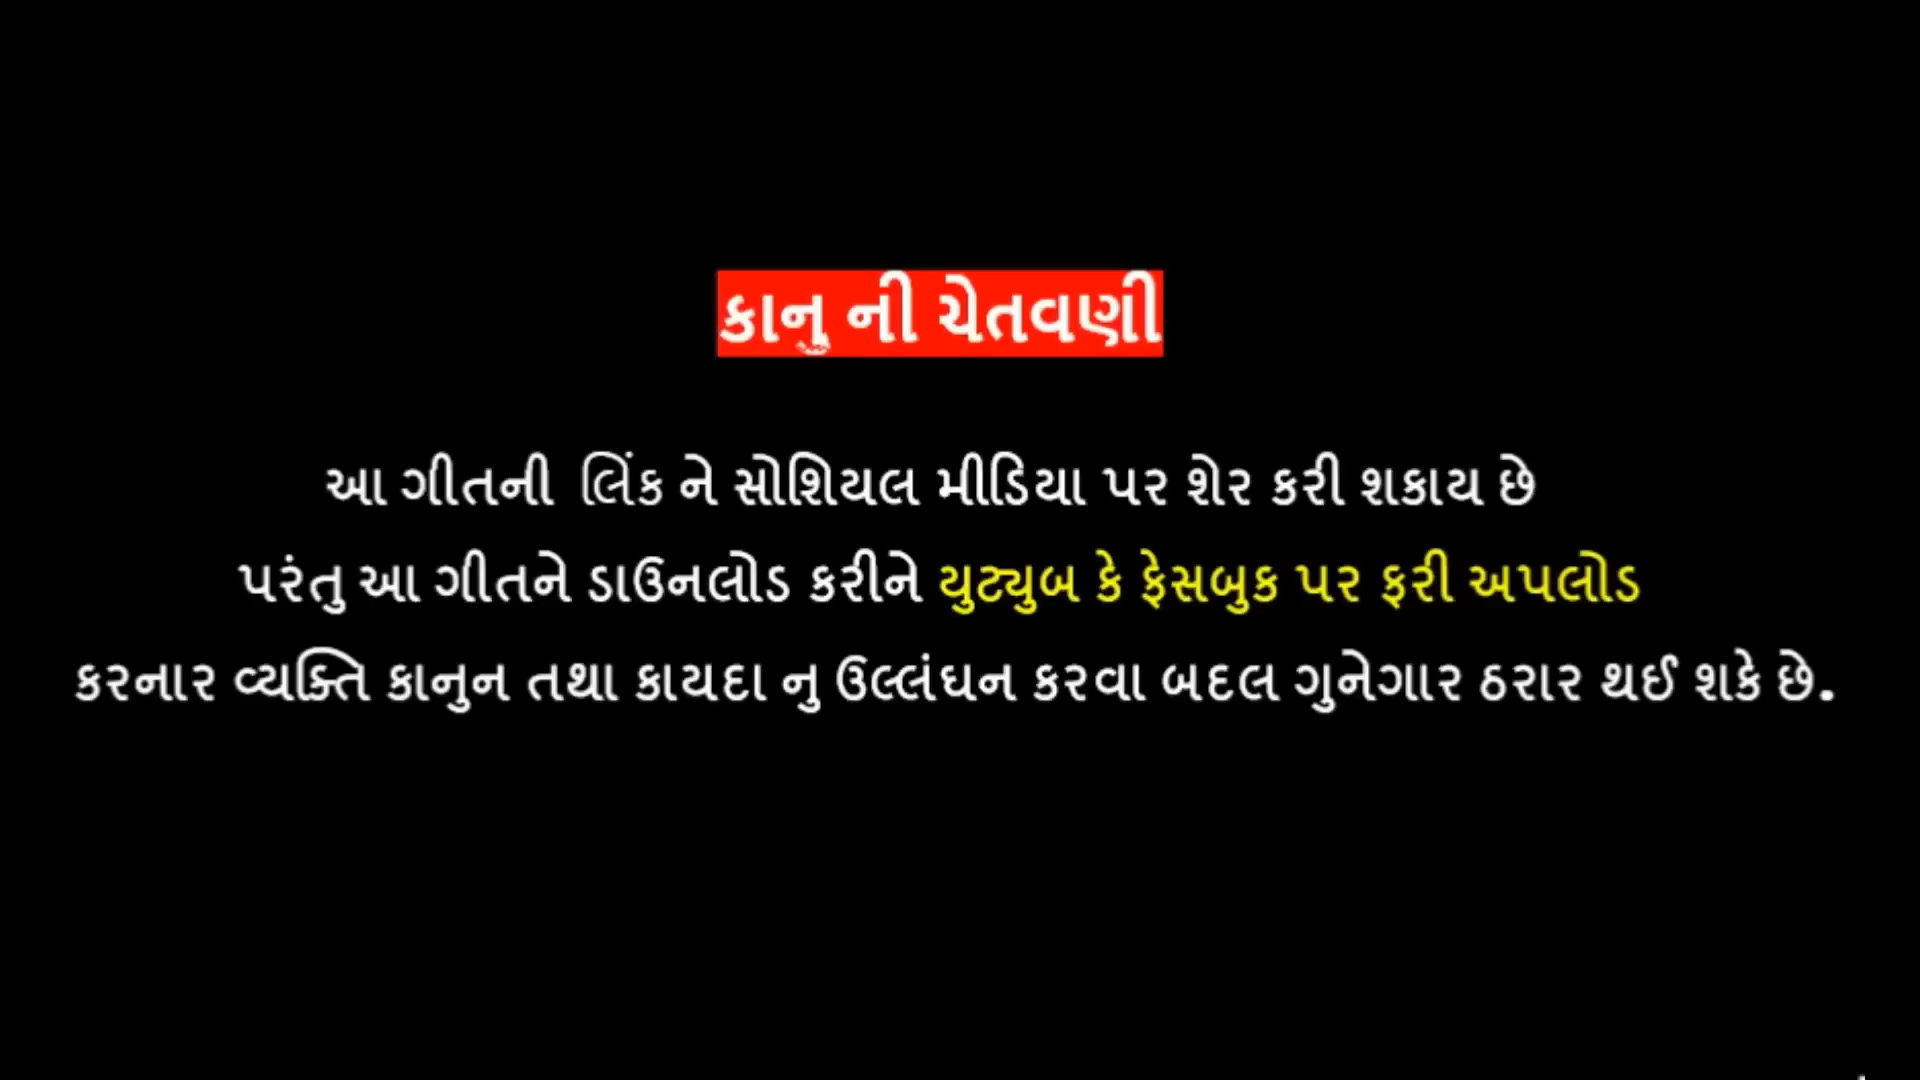 કાનુ ની ચેતવણી
આ ગીતની લિંક ને સોશિયલ મીડિયા પર શેર કરી શકાય છે
પરંતુ આ ગીતને ડાઉનલોડ કરીને યુટ્યુબ કે ફેસબુક પર ફરી અપલોડ
કરનાર વ્યક્તિ કાનુન તથા કાયદા નુ ઉલ્લંઘન કરવા બદલ ગુનેગાર ઠરાર થઈ શકે છે.